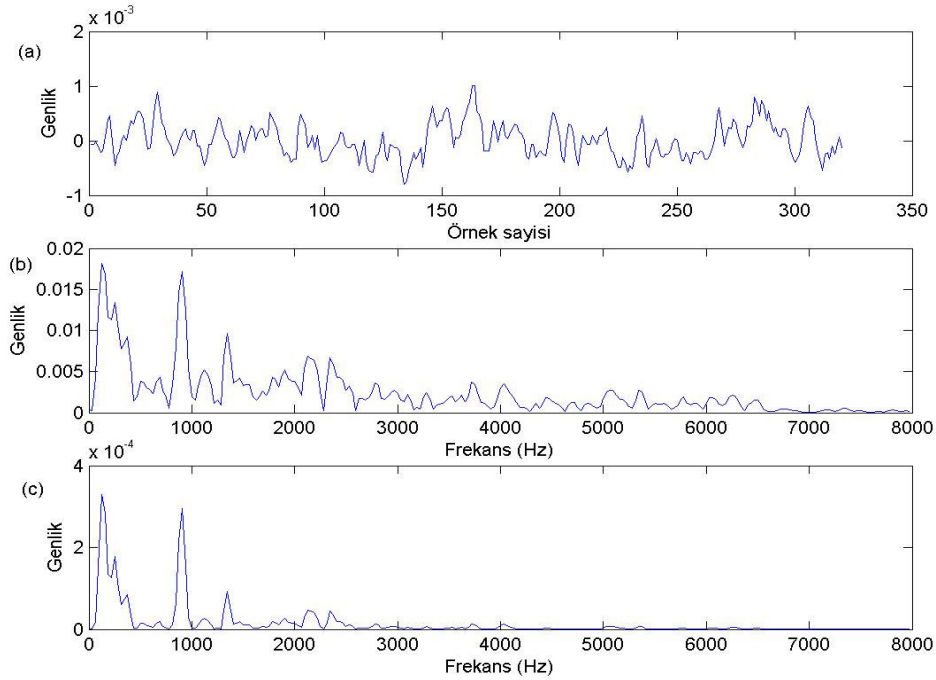 x 10^-3
(a)
2
1
0
-1
Genlik
0 50 100 150 200 250 300 350
Örnek sayisi
(b)
0.02
0.015
0.01
0.005
0
Genlik
0 1000 2000 3000 4000 5000 6000 7000 8000
Frekans (Hz)
x 10^-4
(c)
4
2
0
Genlik
0 1000 2000 3000 4000 5000 6000 7000 8000
Frekans (Hz)